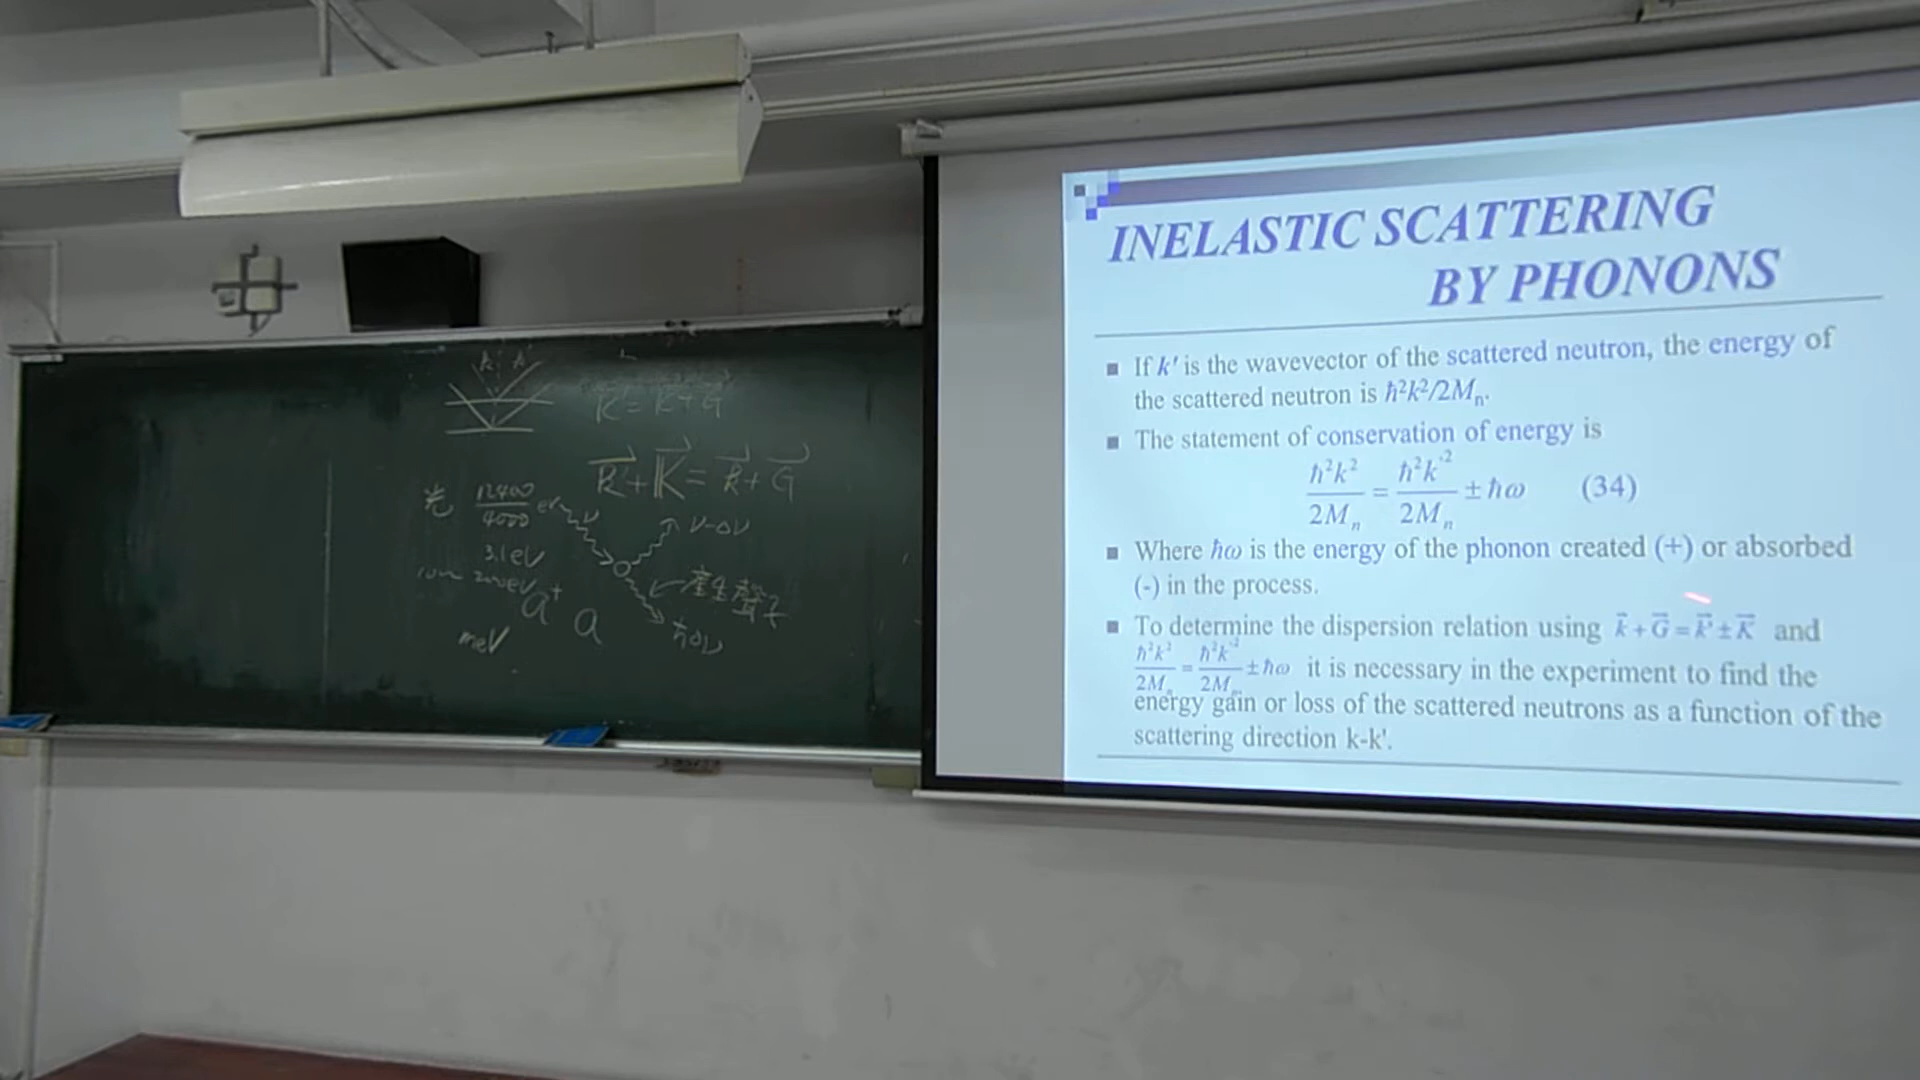 k k'
k' = k + G
k' + K = k + G
光 12400/4000 eV ν
ν-Δν
3.1eV
10nm 200eV
产生聲子
a⁺ a
ħΔν
meV
INELASTIC SCATTERING
BY PHONONS
■ If k' is the wavevector of the scattered neutron, the energy of
the scattered neutron is ħ²k²/2Mₙ.
■ The statement of conservation of energy is
ħ²k²/2Mₙ = ħ²k'²/2Mₙ ± ħω (34)
■ Where ħω is the energy of the phonon created (+) or absorbed
(-) in the process.
■ To determine the dispersion relation using k⃗ + G⃗ = k⃗' ± K⃗ and
ħ²k²/2Mₙ = ħ²k'²/2Mₙ ± ħω it is necessary in the experiment to find the
energy gain or loss of the scattered neutrons as a function of the
scattering direction k-k'.